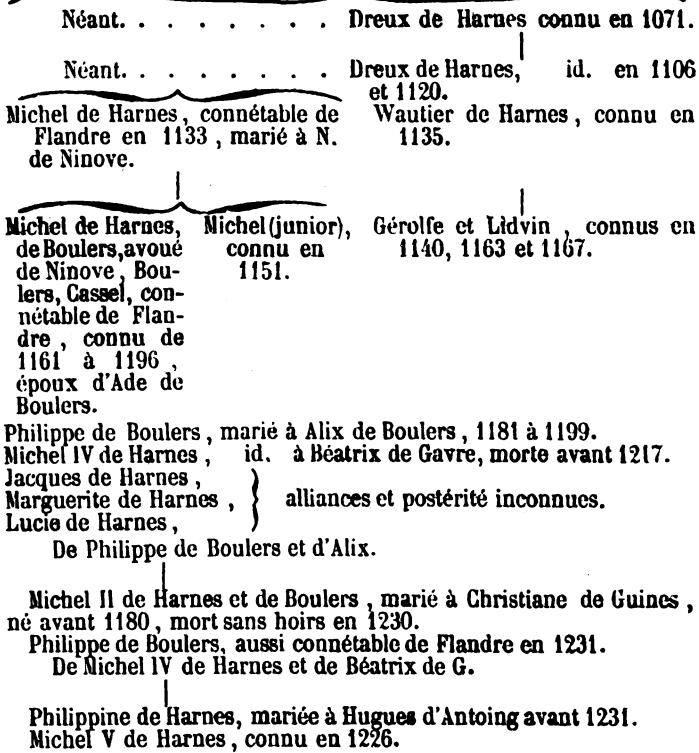 Néant. . . . . . . . Dreux de Harnes connu en 1071.
Néant. . . . . . . . Dreux de Harnes, id. en 1106
et 1120.
Michel de Harnes, connétable de
Flandre en 1133, marié à N.
de Ninove.
Wautier de Harnes, connu en
1135.
Michel de Harnes,
de Boulers, avoué
de Ninove, Bou-
lers, Cassel, con-
nétable de Flan-
dre, connu de
1161 à 1196,
époux d'Ade de
Boulers.
Michel (junior),
connu en
1151.
Gérolfe et Lidvin, connus en
1140, 1163 et 1167.
Philippe de Boulers, marié à Alix de Boulers, 1181 à 1199.
Michel IV de Harnes, id. à Béatrix de Gavre, morte avant 1217.
Jacques de Harnes,
Marguerite de Harnes, } alliances et postérité inconnues.
Lucie de Harnes,
De Philippe de Boulers et d'Alix.
Michel II de Harnes et de Boulers, marié à Christiane de Guines,
né avant 1180, mort sans hoirs en 1230.
Philippe de Boulers, aussi connétable de Flandre en 1231.
De Michel IV de Harnes et de Béatrix de G.
Philippine de Harnes, mariée à Hugues d'Antoing avant 1231.
Michel V de Harnes, connu en 1226.